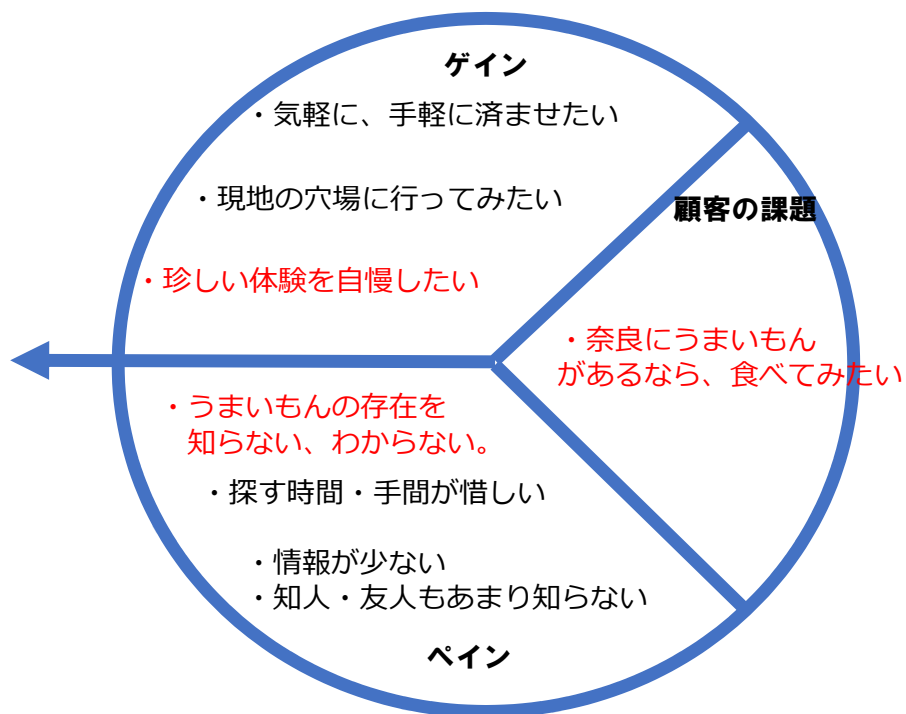 ゲイン
・気軽に、手軽に済ませたい
・現地の穴場に行ってみたい
・珍しい体験を自慢したい
顧客の課題
・奈良にうまいもん
があるなら、食べてみたい
・うまいもんの存在を
知らない、わからない。
・探す時間・手間が惜しい
・情報が少ない
・知人・友人もあまり知らない
ペイン